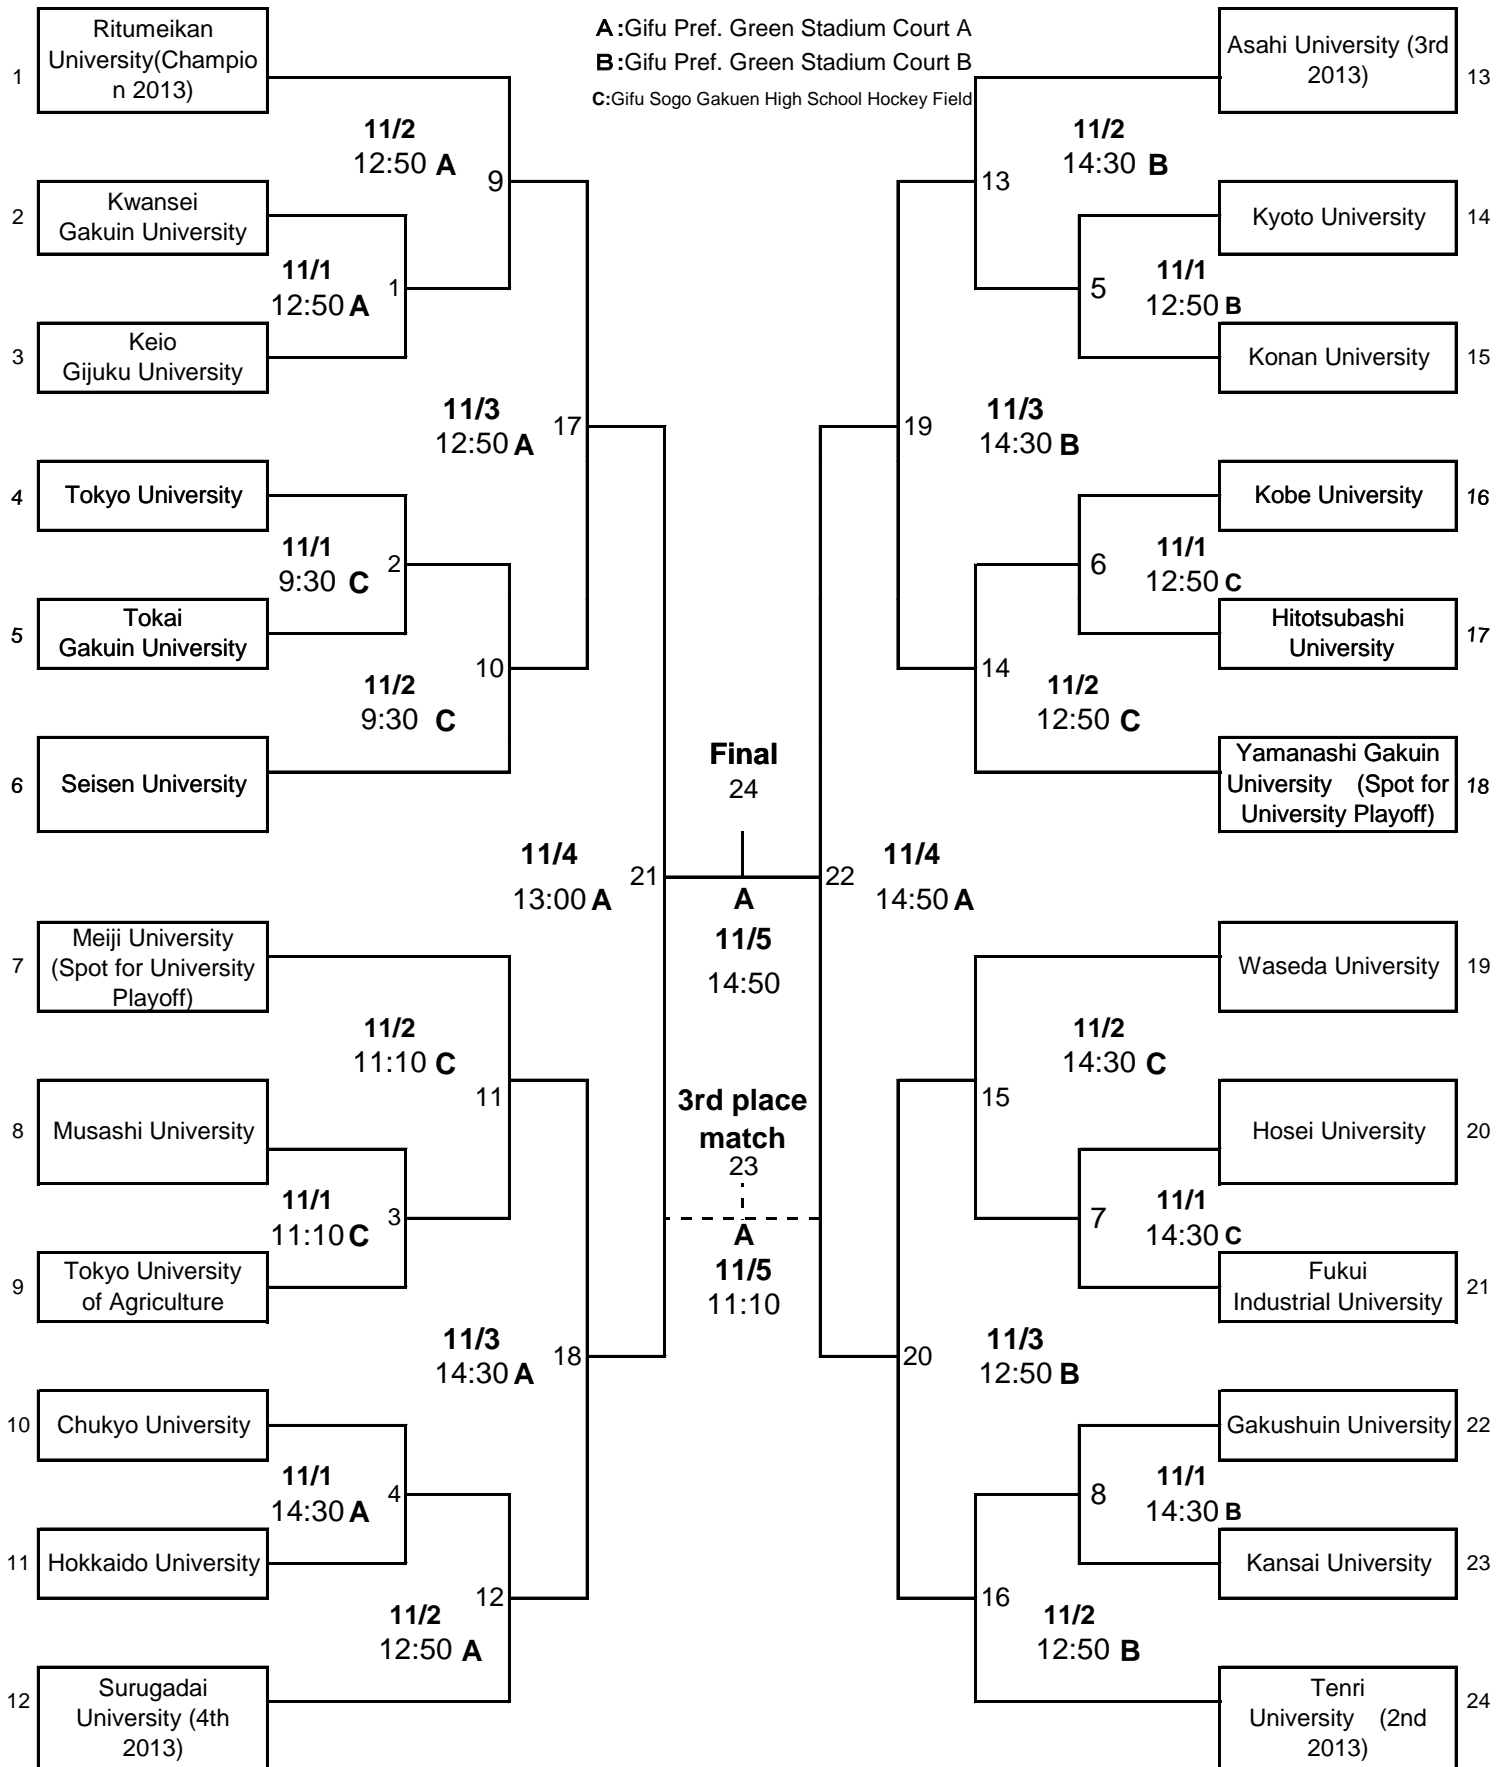 Ritumeikan
University(Champio
n 2013)
1
A:Gifu Pref. Green Stadium Court A
B:Gifu Pref. Green Stadium Court B
C:Gifu Sogo Gakuen High School Hockey Field
Asahi University (3rd
2013)
13
11/2
12:50 A
9
11/2
14:30 B
13
2
Kwansei
Gakuin University
Kyoto University
14
11/1
12:50 A
1
11/1
12:50 B
5
3
Keio
Gijuku University
Konan University
15
11/3
12:50 A
17
11/3
14:30 B
19
4
Tokyo University
Kobe University
16
11/1
9:30 C
2
11/1
12:50 C
6
5
Tokai
Gakuin University
Hitotsubashi
University
17
11/2
9:30 C
10
11/2
12:50 C
14
6
Seisen University
Final
24
Yamanashi Gakuin
University (Spot for
University Playoff)
18
11/4
13:00 A
21
A
11/5
14:50
22
11/4
14:50 A
7
Meiji University
(Spot for University
Playoff)
Waseda University
19
11/2
11:10 C
11
11/2
14:30 C
15
3rd place
match
23
A
11/5
11:10
8
Musashi University
Hosei University
20
11/1
11:10 C
3
11/1
14:30 C
7
9
Tokyo University
of Agriculture
Fukui
Industrial University
21
11/3
14:30 A
18
11/3
12:50 B
20
10
Chukyo University
Gakushuin University
22
11/1
14:30 A
4
11/1
14:30 B
8
11
Hokkaido University
Kansai University
23
11/2
12:50 A
12
11/2
12:50 B
16
12
Surugadai
University (4th
2013)
Tenri
University (2nd
2013)
24